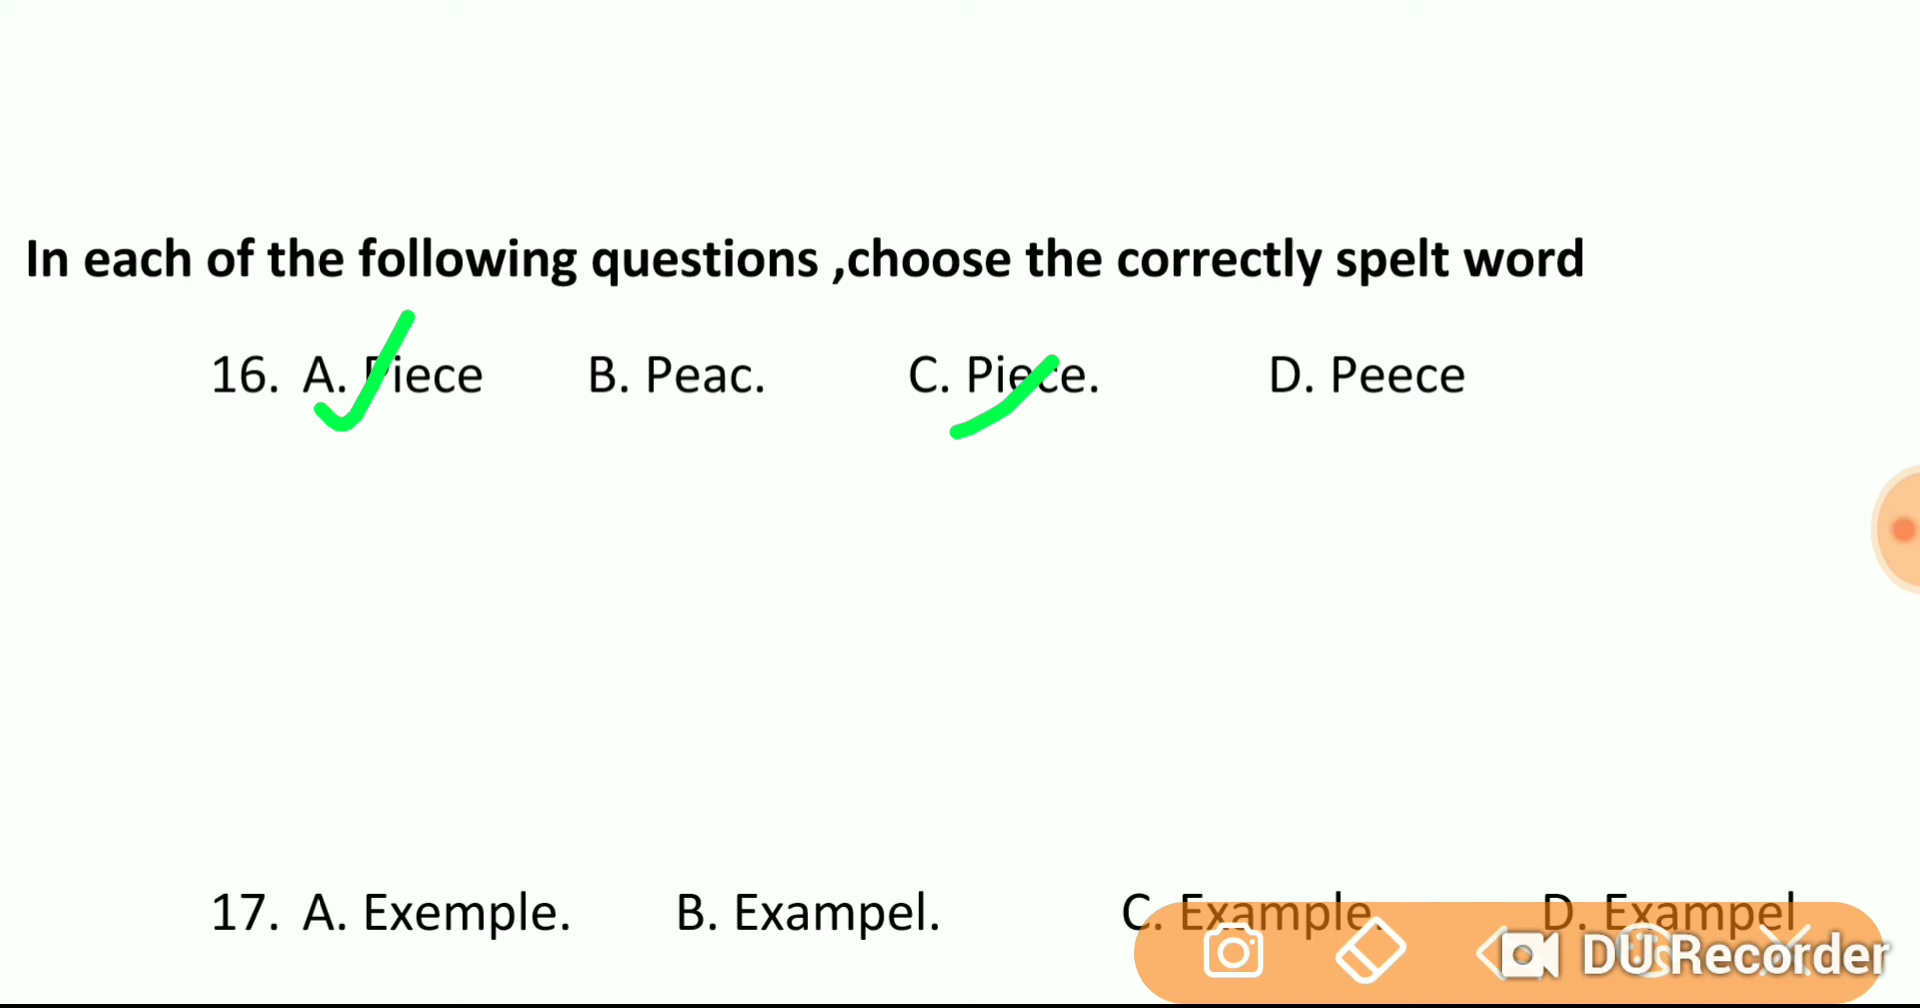 In each of the following questions ,choose the correctly spelt word
16. A. Piece B. Peac. C. Piece. D. Peece
17. A. Exemple. B. Exampel. C. Example. D. Exampel
DU Recorder